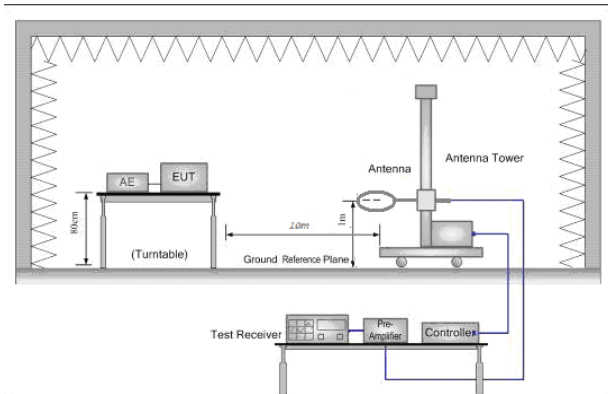 Antenna
Antenna Tower
AE
EUT
80cm
(Turntable)
10m
1m
Ground Reference Plane
Test Receiver
Pre-
Amplifier
Controller